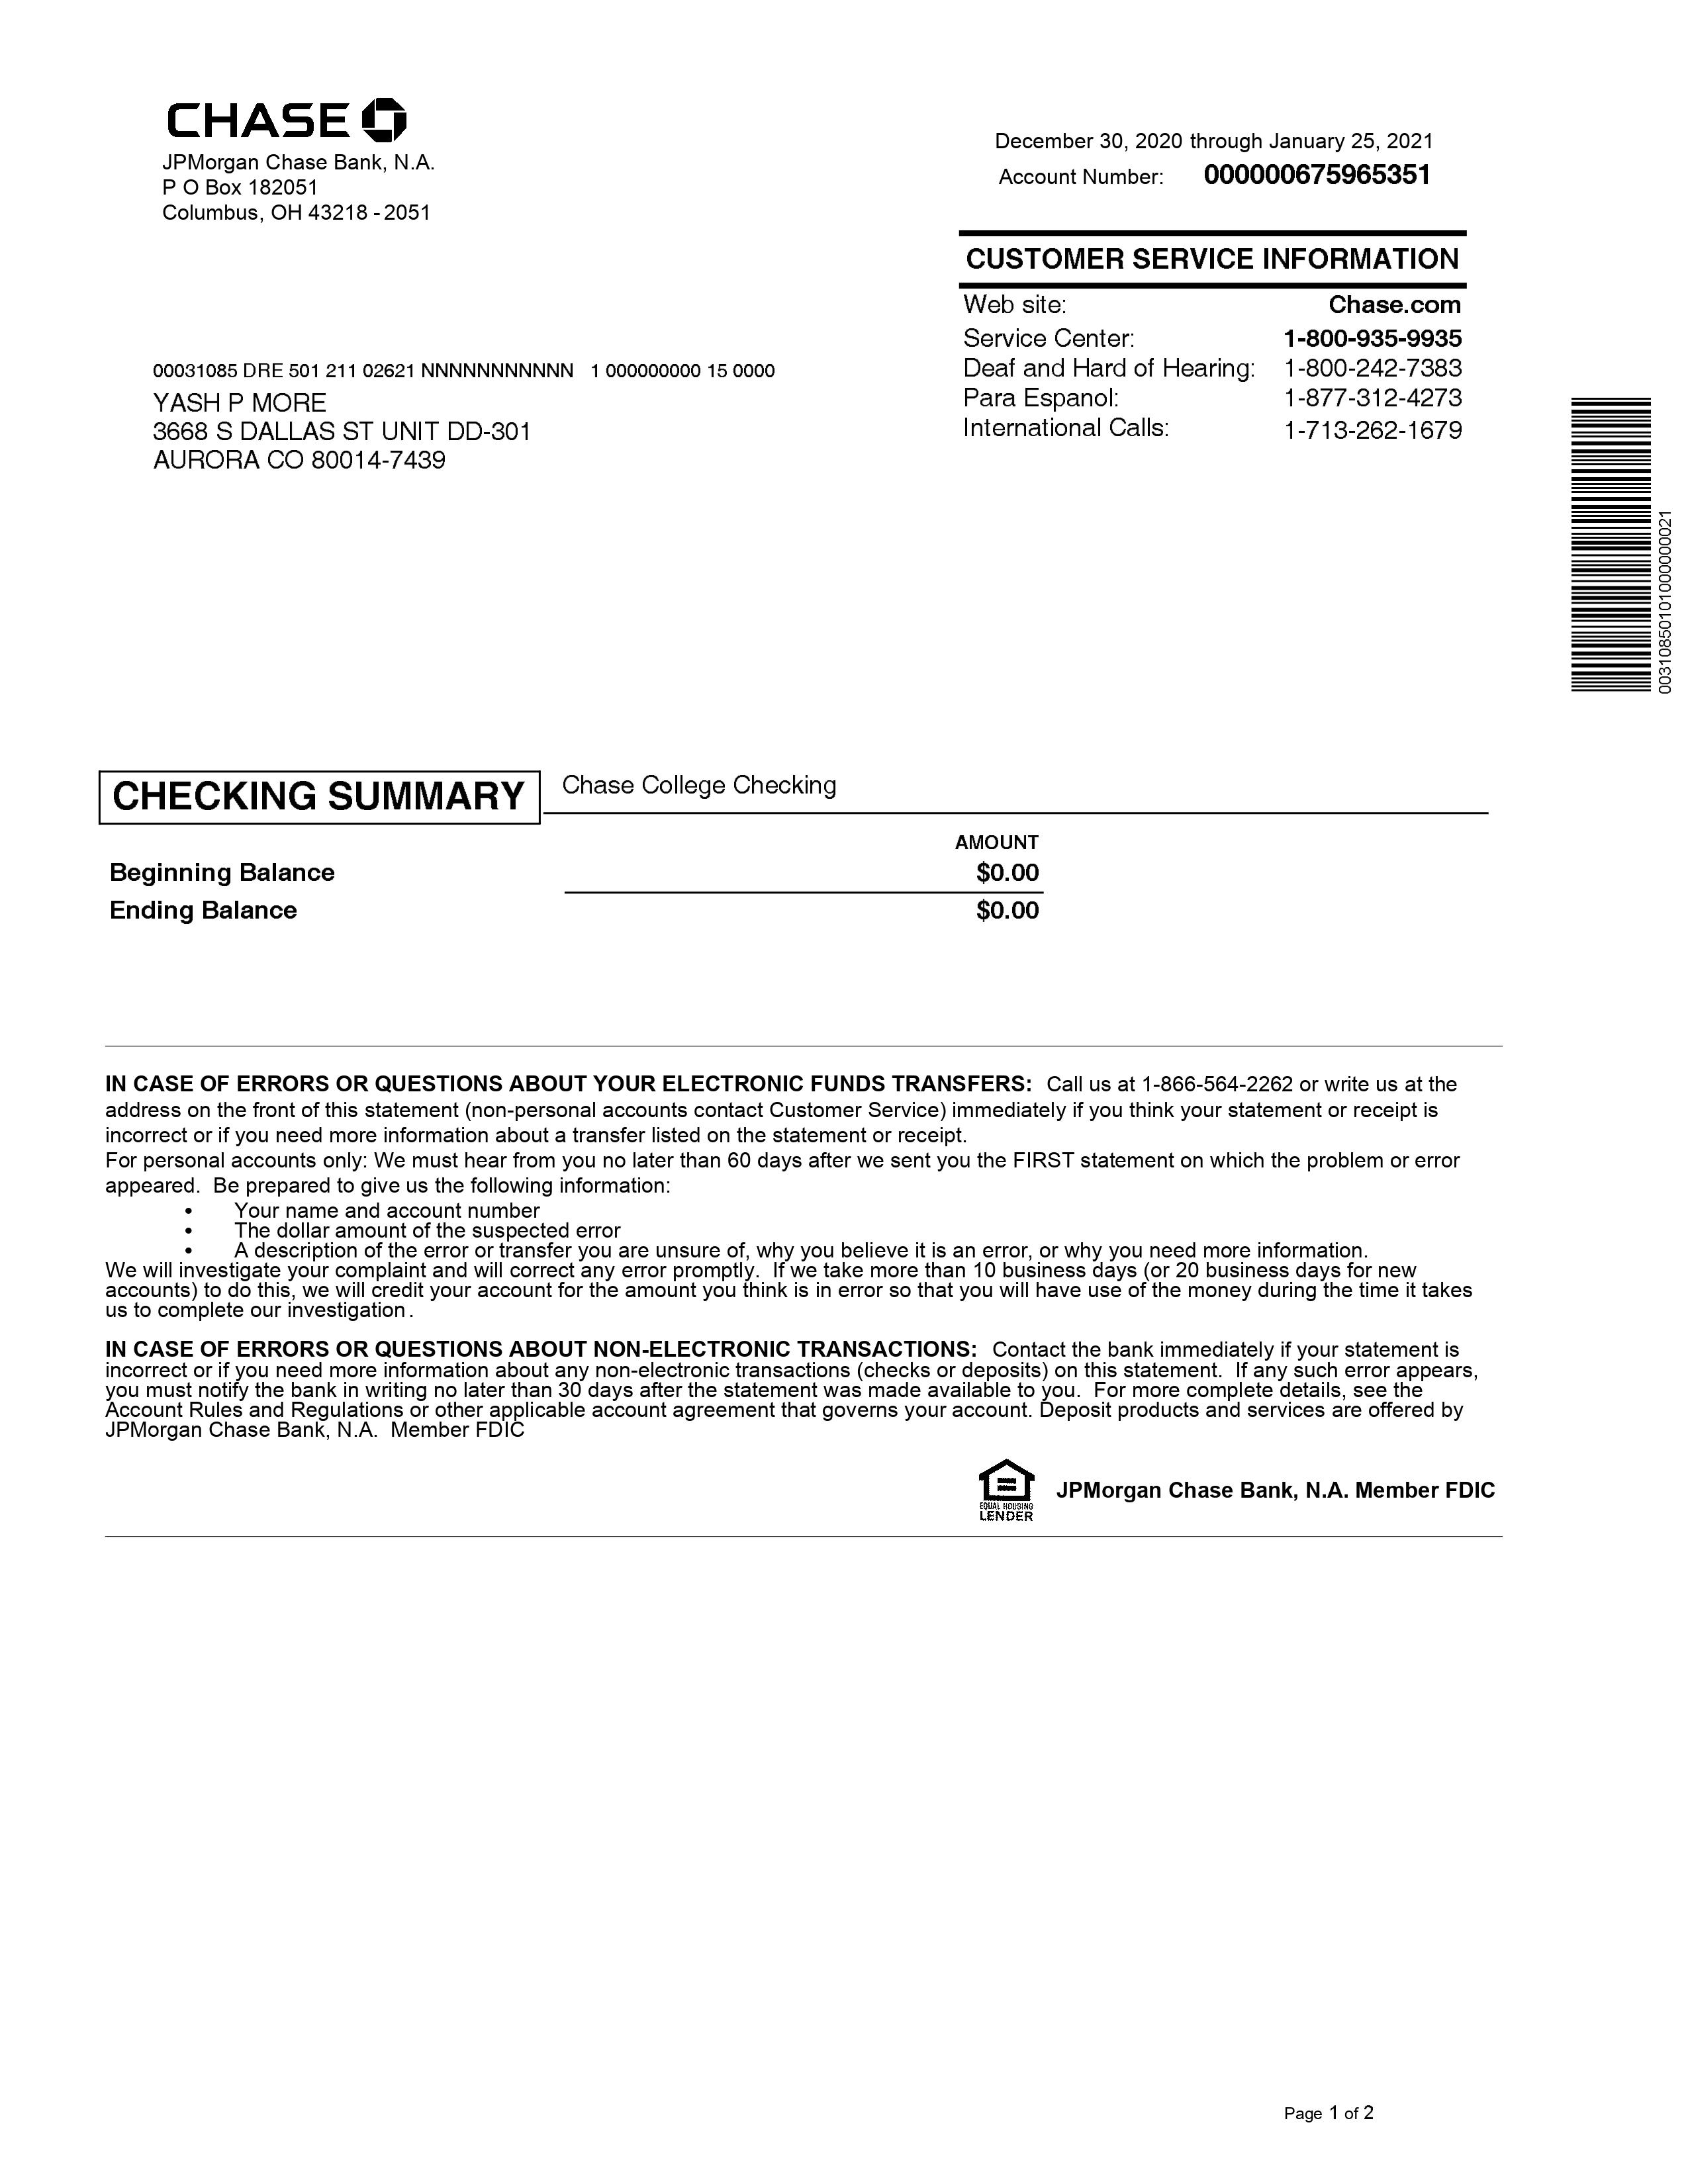 CHASE
JPMorgan Chase Bank, N.A.
P O Box 182051
Columbus, OH 43218 - 2051
December 30, 2020 through January 25, 2021
Account Number: 000000675965351
CUSTOMER SERVICE INFORMATION
Web site: Chase.com
Service Center: 1-800-935-9935
Deaf and Hard of Hearing: 1-800-242-7383
Para Espanol: 1-877-312-4273
International Calls: 1-713-262-1679
00031085 DRE 501 211 02621 NNNNNNNNNNN 1 000000000 15 0000
YASH P MORE
3668 S DALLAS ST UNIT DD-301
AURORA CO 80014-7439
00310850101000000021
CHECKING SUMMARY
Chase College Checking
AMOUNT
Beginning Balance $0.00
Ending Balance $0.00
IN CASE OF ERRORS OR QUESTIONS ABOUT YOUR ELECTRONIC FUNDS TRANSFERS: Call us at 1-866-564-2262 or write us at the
address on the front of this statement (non-personal accounts contact Customer Service) immediately if you think your statement or receipt is
incorrect or if you need more information about a transfer listed on the statement or receipt.
For personal accounts only: We must hear from you no later than 60 days after we sent you the FIRST statement on which the problem or error
appeared. Be prepared to give us the following information:
• Your name and account number
• The dollar amount of the suspected error
• A description of the error or transfer you are unsure of, why you believe it is an error, or why you need more information.
We will investigate your complaint and will correct any error promptly. If we take more than 10 business days (or 20 business days for new
accounts) to do this, we will credit your account for the amount you think is in error so that you will have use of the money during the time it takes
us to complete our investigation.
IN CASE OF ERRORS OR QUESTIONS ABOUT NON-ELECTRONIC TRANSACTIONS: Contact the bank immediately if your statement is
incorrect or if you need more information about any non-electronic transactions (checks or deposits) on this statement. If any such error appears,
you must notify the bank in writing no later than 30 days after the statement was made available to you. For more complete details, see the
Account Rules and Regulations or other applicable account agreement that governs your account. Deposit products and services are offered by
JPMorgan Chase Bank, N.A. Member FDIC
EQUAL HOUSING
LENDER
JPMorgan Chase Bank, N.A. Member FDIC
Page 1 of 2